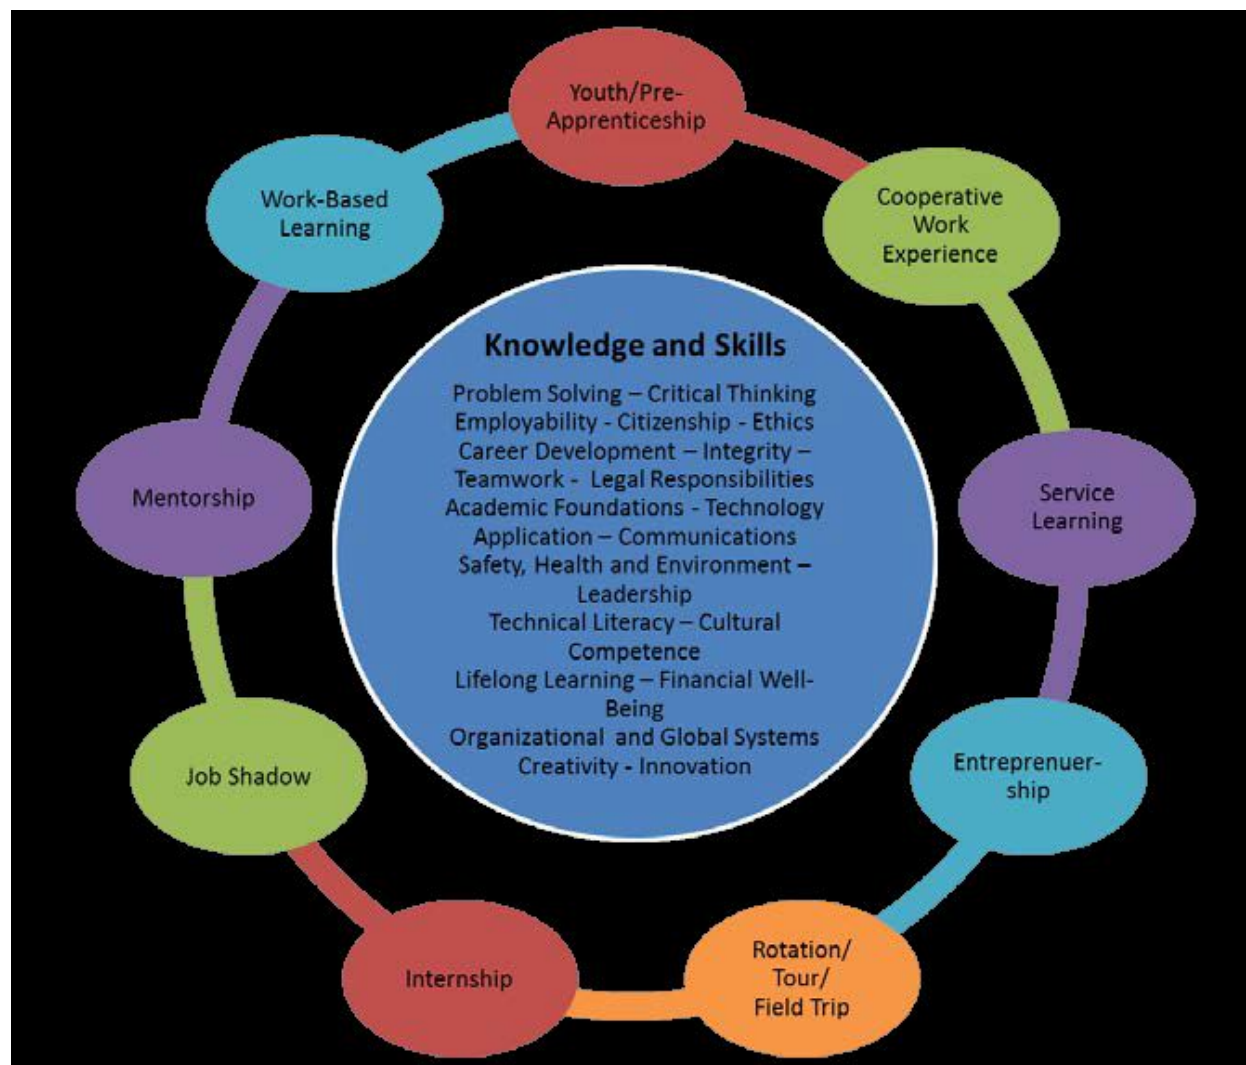 Youth/Pre-
Apprenticeship
Cooperative
Work
Experience
Service
Learning
Entreprenuer-
ship
Rotation/
Tour/
Field Trip
Internship
Job Shadow
Mentorship
Work-Based
Learning
Knowledge and Skills
Problem Solving – Critical Thinking
Employability - Citizenship - Ethics
Career Development – Integrity –
Teamwork - Legal Responsibilities
Academic Foundations - Technology
Application – Communications
Safety, Health and Environment –
Leadership
Technical Literacy – Cultural
Competence
Lifelong Learning – Financial Well-
Being
Organizational and Global Systems
Creativity - Innovation